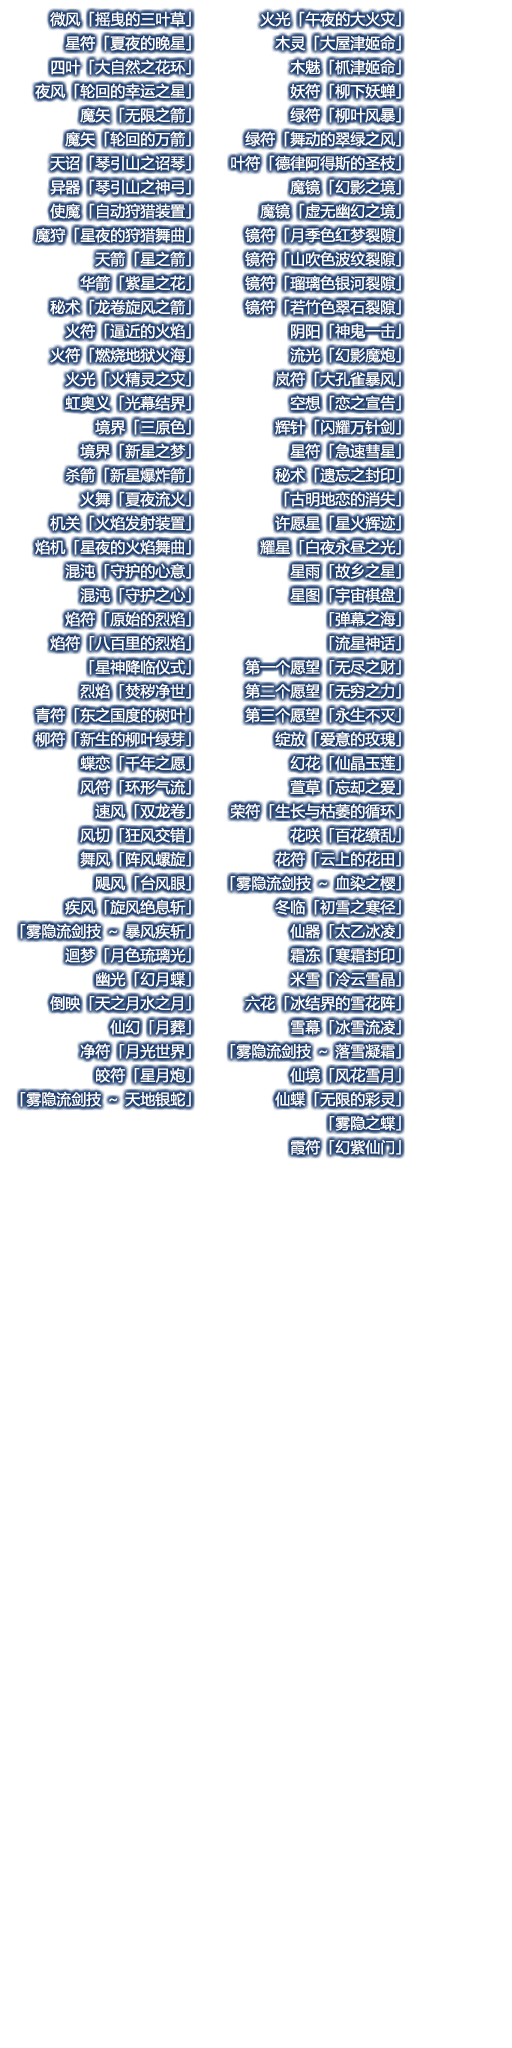 微风「摇曳的三叶草」
星符「夏夜的晚星」
四叶「大自然之花环」
夜风「轮回的幸运之星」
魔矢「无限之箭」
魔矢「轮回的万箭」
天诏「琴引山之诏琴」
异器「琴引山之神弓」
使魔「自动狩猎装置」
魔狩「星夜的狩猎舞曲」
天箭「星之箭」
华箭「紫星之花」
秘术「龙卷旋风之箭」
火符「逼近的火焰」
火符「燃烧地狱火海」
火光「火精灵之灾」
虹奥义「光幕结界」
境界「三原色」
境界「新星之梦」
杀箭「新星爆炸箭」
火舞「夏夜流火」
机关「火焰发射装置」
焰机「星夜的火焰舞曲」
混沌「守护的心意」
混沌「守护之心」
焰符「原始的烈焰」
焰符「八百里的烈焰」
「星神降临仪式」
烈焰「焚秽净世」
青符「东之国度的树叶」
柳符「新生的柳叶绿芽」
蝶恋「千年之愿」
风符「环形气流」
速风「双龙卷」
风切「狂风交错」
舞风「阵风螺旋」
飓风「台风眼」
疾风「旋风绝息斩」
「雾隐流剑技 ~ 暴风疾斩」
迴梦「月色琉璃光」
幽光「幻月蝶」
倒映「天之月水之月」
仙幻「月葬」
净符「月光世界」
皎符「星月炮」
「雾隐流剑技 ~ 天地银蛇」
火光「午夜的大火灾」
木灵「大屋津姬命」
木魅「枛津姬命」
妖符「柳下妖蝉」
绿符「柳叶风暴」
绿符「舞动的翠绿之风」
叶符「德律阿得斯的圣枝」
魔镜「幻影之境」
魔镜「虚无幽幻之境」
镜符「月季色红梦裂隙」
镜符「山吹色波纹裂隙」
镜符「瑠璃色银河裂隙」
镜符「若竹色翠石裂隙」
阴阳「神鬼一击」
流光「幻影魔炮」
岚符「大孔雀暴风」
空想「恋之宣告」
辉针「闪耀万针剑」
星符「急速彗星」
秘术「遗忘之封印」
「古明地恋的消失」
许愿星「星火辉迹」
耀星「白夜永昼之光」
星雨「故乡之星」
星图「宇宙棋盘」
「弹幕之海」
「流星神话」
第一个愿望「无尽之财」
第二个愿望「无穷之力」
第三个愿望「永生不灭」
绽放「爱意的玫瑰」
幻花「仙晶玉莲」
萱草「忘却之爱」
荣符「生长与枯萎的循环」
花咲「百花缭乱」
花符「云上的花田」
「雾隐流剑技 ~ 血染之樱」
冬临「初雪之寒径」
仙器「太乙冰凌」
霜冻「寒霜封印」
米雪「冷云雪晶」
六花「冰结界的雪花阵」
雪幕「冰雪流凌」
「雾隐流剑技 ~ 落雪凝霜」
仙境「风花雪月」
仙蝶「无限的彩灵」
「雾隐之蝶」
霞符「幻紫仙门」